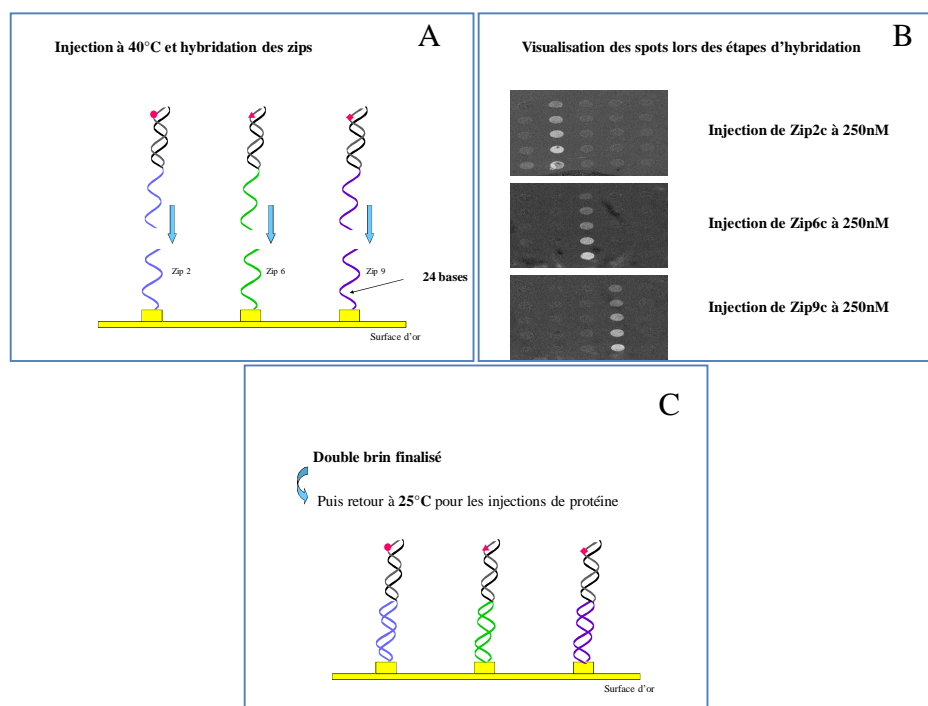 A
Injection à 40°C et hybridation des zips
Zip 2
Zip 6
Zip 9
24 bases
Surface d'or
B
Visualisation des spots lors des étapes d'hybridation
Injection de Zip2c à 250nM
Injection de Zip6c à 250nM
Injection de Zip9c à 250nM
C
Double brin finalisé
Puis retour à 25°C pour les injections de protéine
Surface d'or